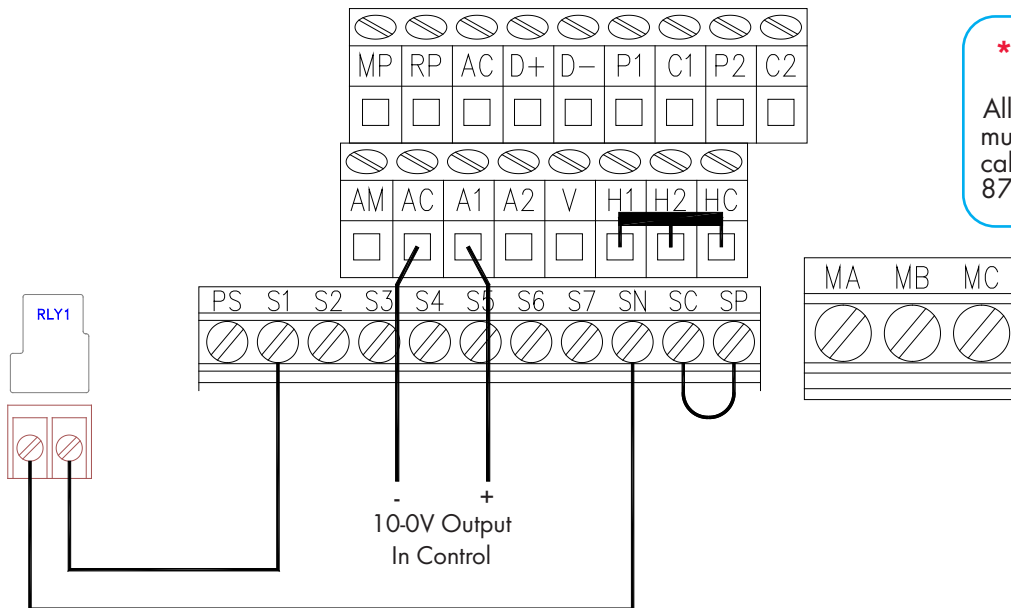 MP RP AC D+ D- P1 C1 P2 C2
AM AC A1 A2 V H1 H2 HC
PS S1 S2 S3 S4 S5 S6 S7 SN SC SP
MA MB MC
RLY1
- +
10-0V Output
In Control
*
All
mu
cal
87